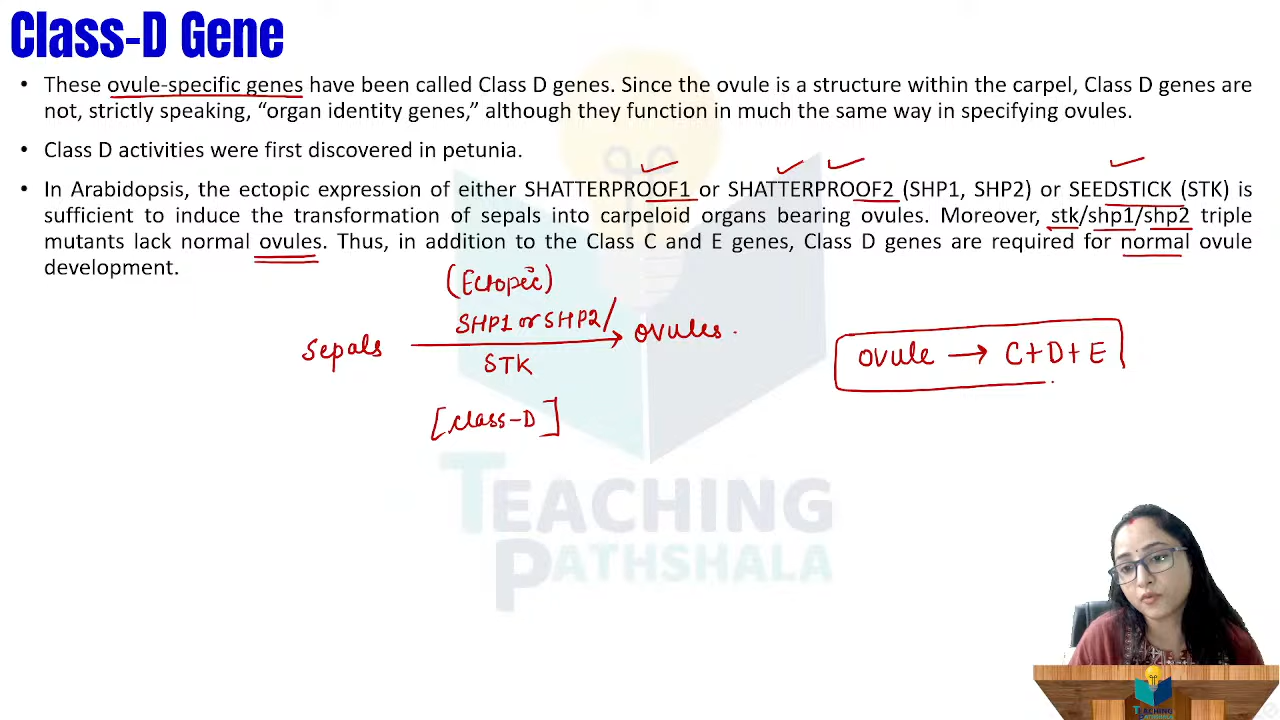 Class-D Gene
• These ovule-specific genes have been called Class D genes. Since the ovule is a structure within the carpel, Class D genes are
not, strictly speaking, “organ identity genes,” although they function in much the same way in specifying ovules.
• Class D activities were first discovered in petunia.
• In Arabidopsis, the ectopic expression of either SHATTERPROOF1 or SHATTERPROOF2 (SHP1, SHP2) or SEEDSTICK (STK) is
sufficient to induce the transformation of sepals into carpeloid organs bearing ovules. Moreover, stk/shp1/shp2 triple
mutants lack normal ovules. Thus, in addition to the Class C and E genes, Class D genes are required for normal ovule
development.
(Ectopic)
SHP1 or SHP2/
sepals → ovules.
STK
[class-D]
ovule → C+D+E
TEACHING
PATHSHALA
TEACHING
PATHSHALA